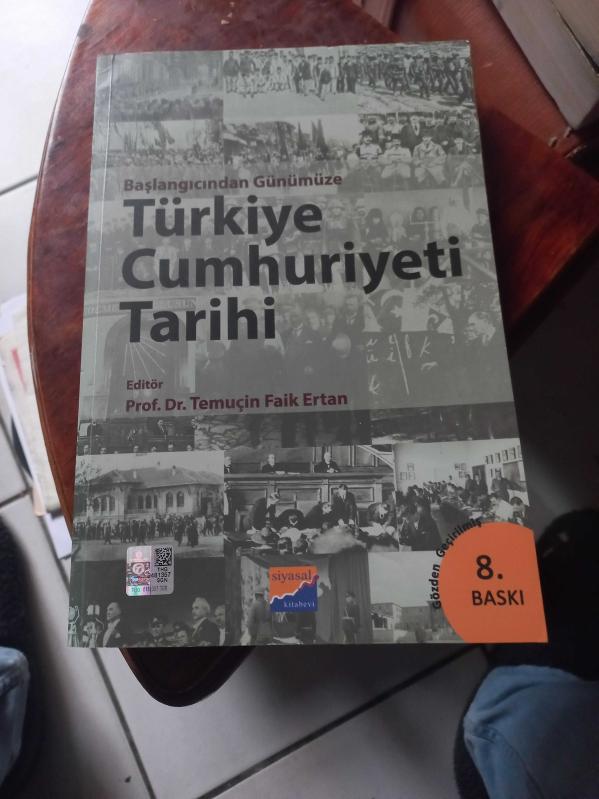 Başlangıcından Günümüze
Türkiye
Cumhuriyeti
Tarihi
Editör
Prof. Dr. Temuçin Faik Ertan
Gözden Geçirilmiş
8.
BASKI
siyasal
kitabevi